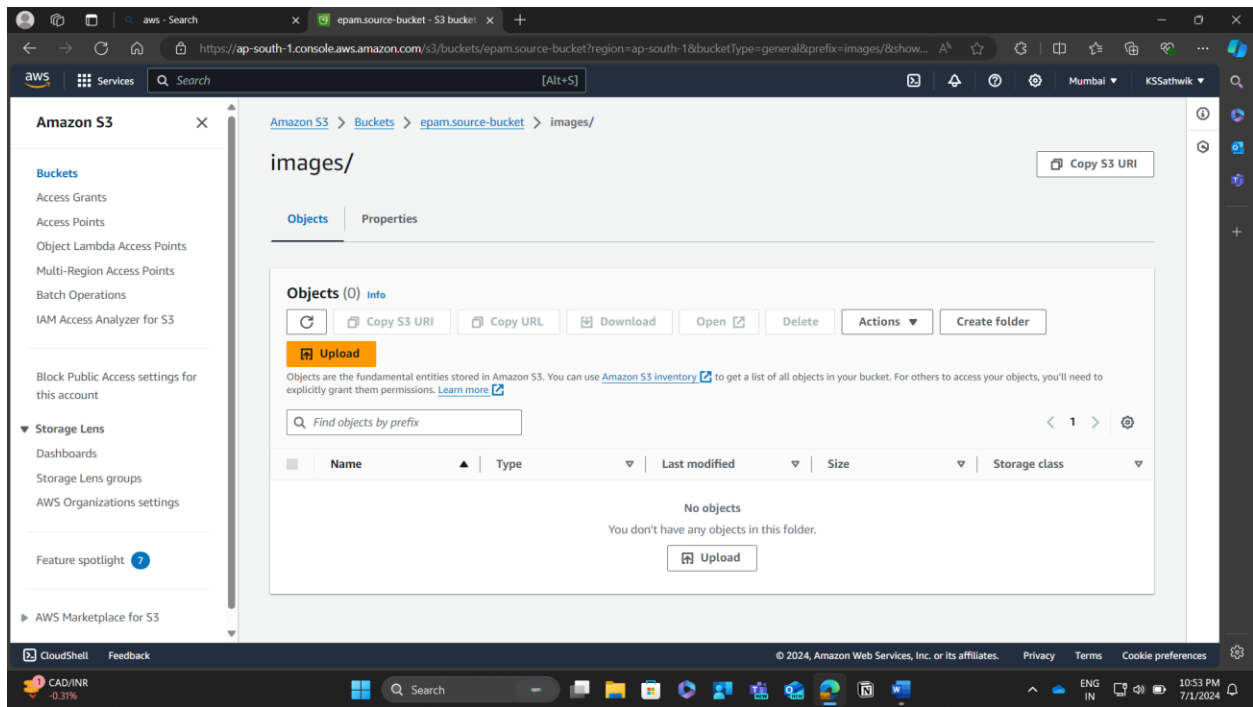 aws - Search
epam.source-bucket - S3 bucket
https://ap-south-1.console.aws.amazon.com/s3/buckets/epam.source-bucket?region=ap-south-1&bucketType=general&prefix=images/&show...
aws Services Search [Alt+S] Mumbai KSSathwik
Amazon S3
Buckets
Access Grants
Access Points
Object Lambda Access Points
Multi-Region Access Points
Batch Operations
IAM Access Analyzer for S3
Block Public Access settings for
this account
Storage Lens
Dashboards
Storage Lens groups
AWS Organizations settings
Feature spotlight 7
AWS Marketplace for S3
Amazon S3 > Buckets > epam.source-bucket > images/
images/
Copy S3 URI
Objects Properties
Objects (0) Info
Copy S3 URI Copy URL Download Open Delete Actions Create folder
Upload
Objects are the fundamental entities stored in Amazon S3. You can use Amazon S3 inventory to get a list of all objects in your bucket. For others to access your objects, you'll need to
explicitly grant them permissions. Learn more
Find objects by prefix
< 1 >
Name Type Last modified Size Storage class
No objects
You don't have any objects in this folder.
Upload
CloudShell Feedback © 2024, Amazon Web Services, Inc. or its affiliates. Privacy Terms Cookie preferences
1 CAD/INR
-0.31%
Search
ENG
IN
10:53 PM
7/1/2024